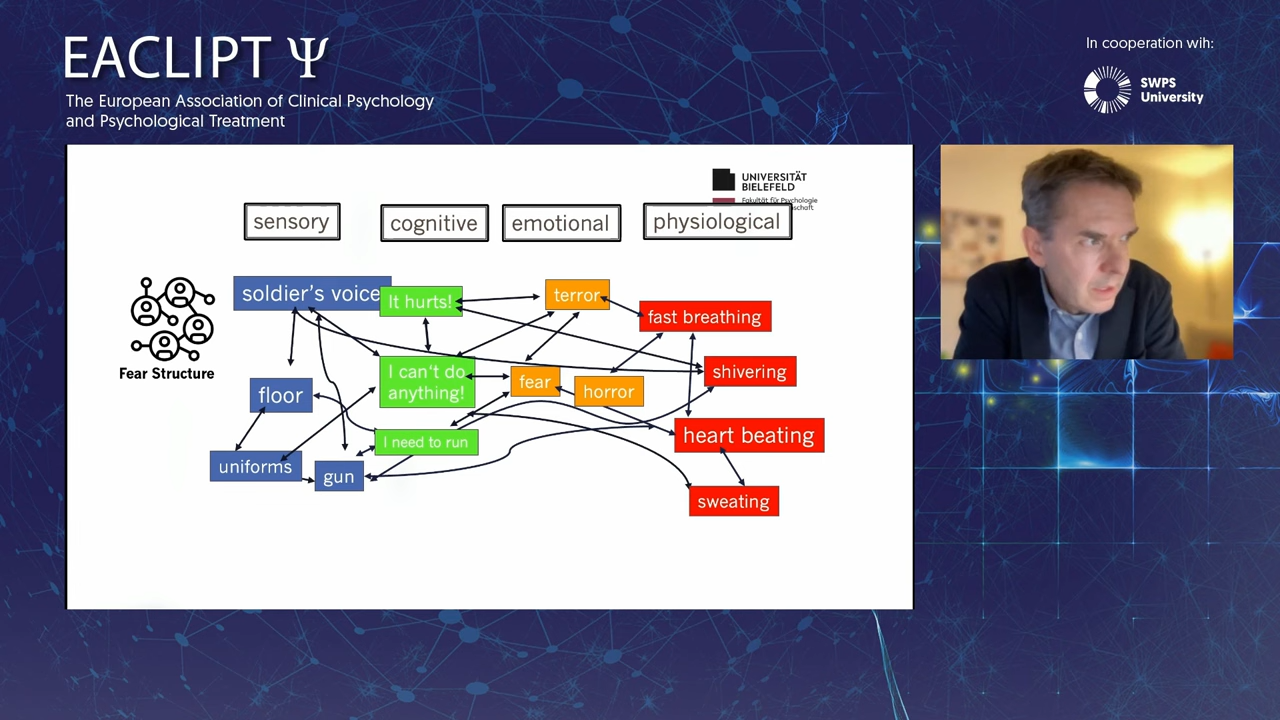 EACLIPT Ψ
The European Association of Clinical Psychology
and Psychological Treatment
In cooperation wih:
SWPS
University
UNIVERSITÄT
BIELEFELD
Fakultät für Psychologie
sensory
cognitive
emotional
physiological
Fear Structure
soldier's voice
It hurts!
terror
fast breathing
I can't do
anything!
fear
horror
shivering
floor
I need to run
heart beating
uniforms
gun
sweating